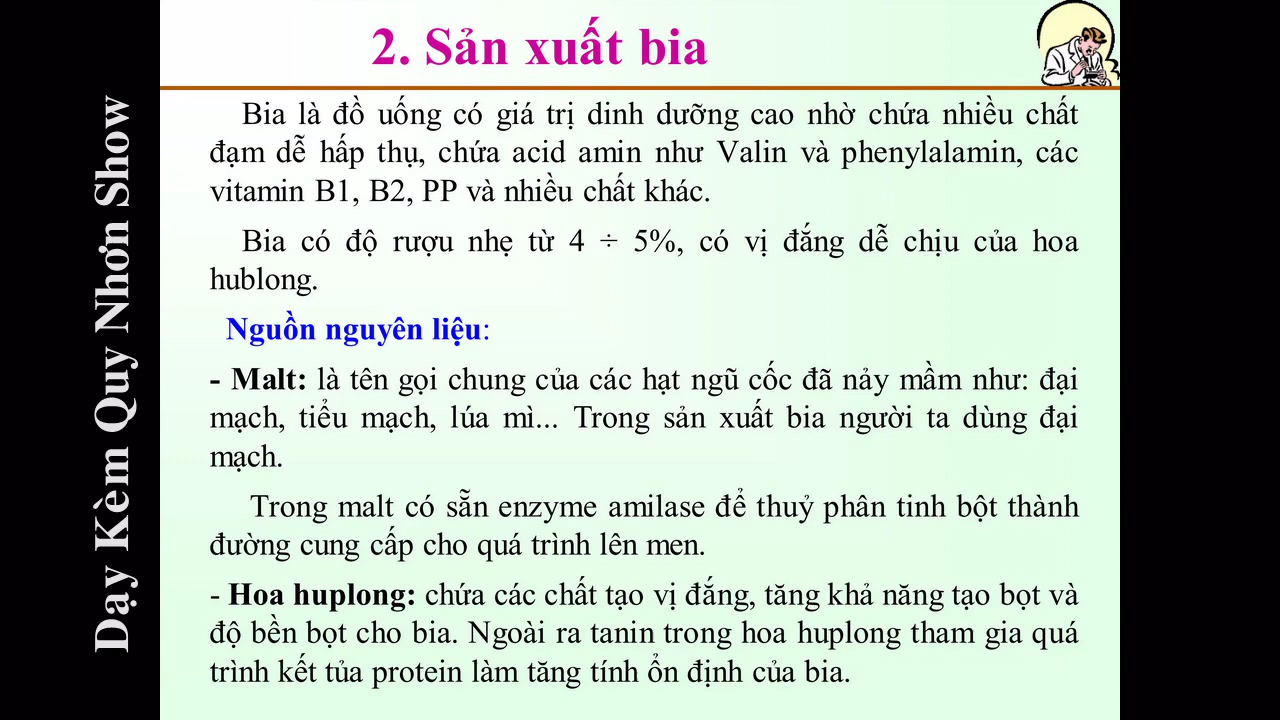 2. Sản xuất bia
Bia là đồ uống có giá trị dinh dưỡng cao nhờ chứa nhiều chất
đạm dễ hấp thụ, chứa acid amin như Valin và phenylalamin, các
vitamin B1, B2, PP và nhiều chất khác.
Bia có độ rượu nhẹ từ 4 ÷ 5%, có vị đắng dễ chịu của hoa
hublong.
Nguồn nguyên liệu:
- Malt: là tên gọi chung của các hạt ngũ cốc đã nảy mầm như: đại
mạch, tiểu mạch, lúa mì... Trong sản xuất bia người ta dùng đại
mạch.
Trong malt có sẵn enzyme amilase để thuỷ phân tinh bột thành
đường cung cấp cho quá trình lên men.
- Hoa huplong: chứa các chất tạo vị đắng, tăng khả năng tạo bọt và
độ bền bọt cho bia. Ngoài ra tanin trong hoa huplong tham gia quá
trình kết tủa protein làm tăng tính ổn định của bia.
Dạy Kèm Quy Nhơn Show